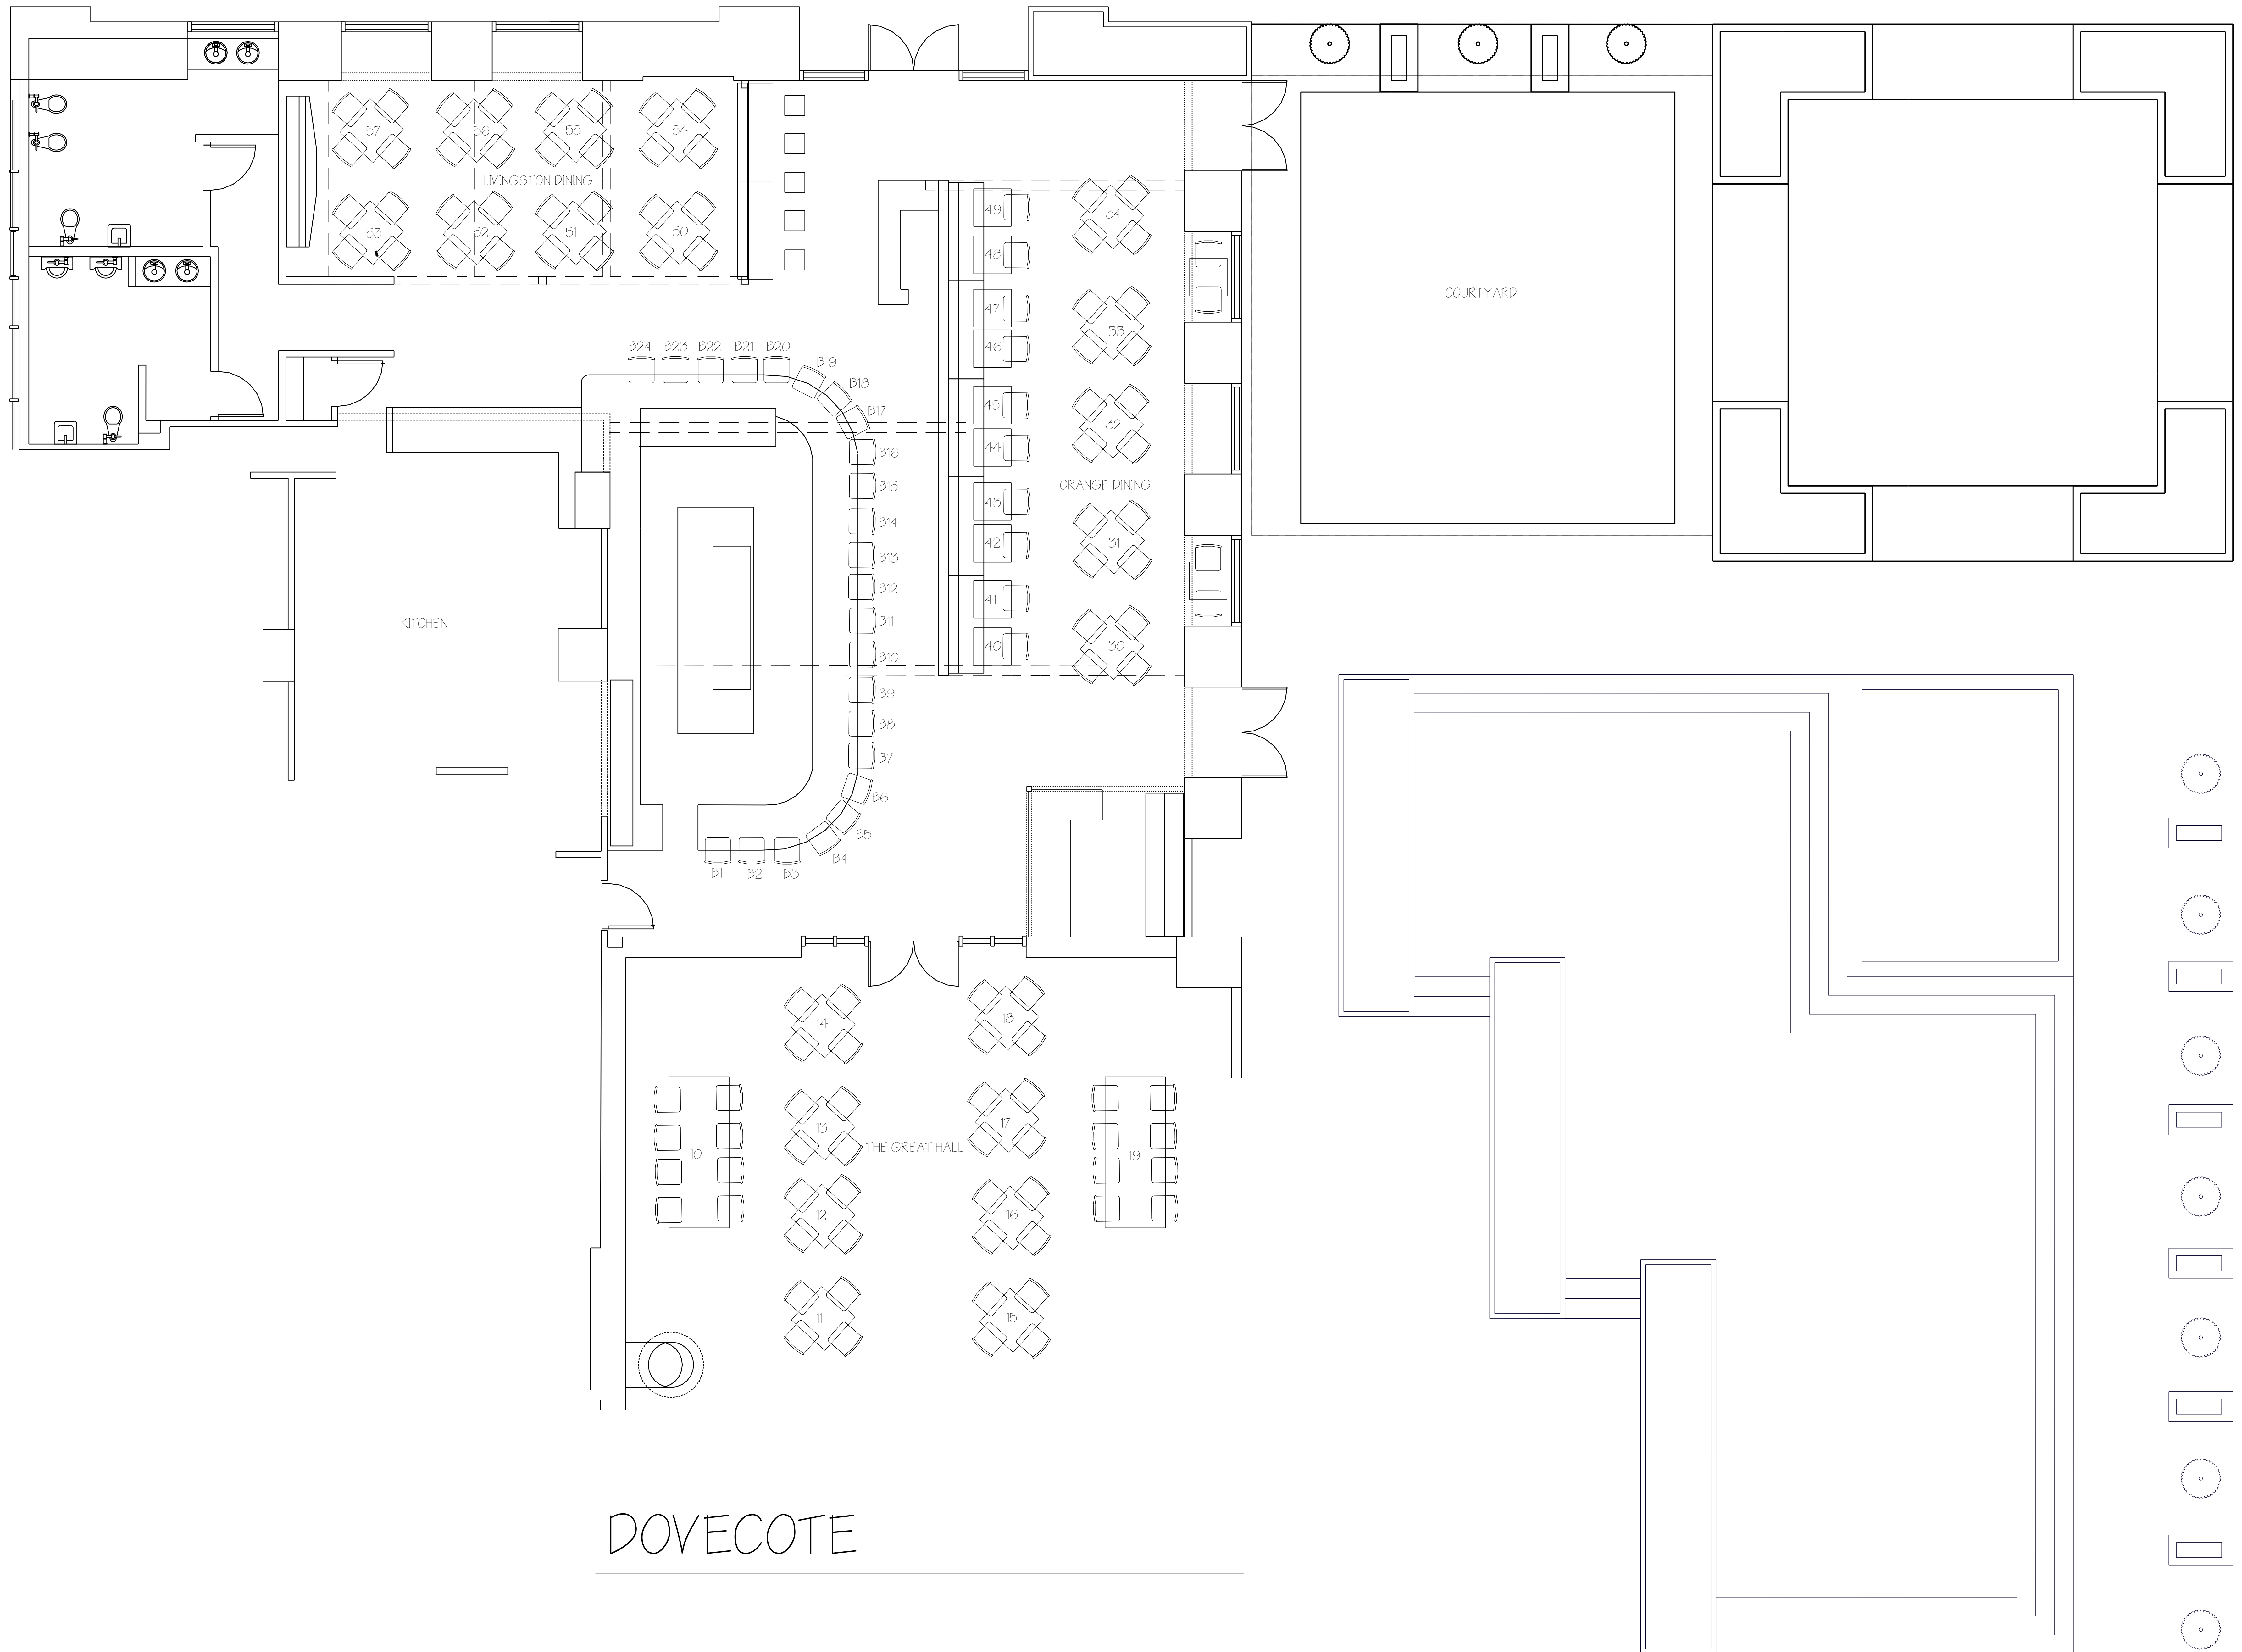 57
56
55
54
LIVINGSTON DINING
53
52
51
50
49
48
47
46
45
44
43
42
41
40
34
33
32
ORANGE DINING
31
30
COURTYARD
B24 B23 B22 B21 B20
B19
B18
B17
B16
B15
B14
B13
B12
B11
B10
B9
B8
B7
B6
B5
B4
B3
B2
B1
KITCHEN
14
18
13
17
THE GREAT HALL
10
19
12
16
11
15
DOVECOTE